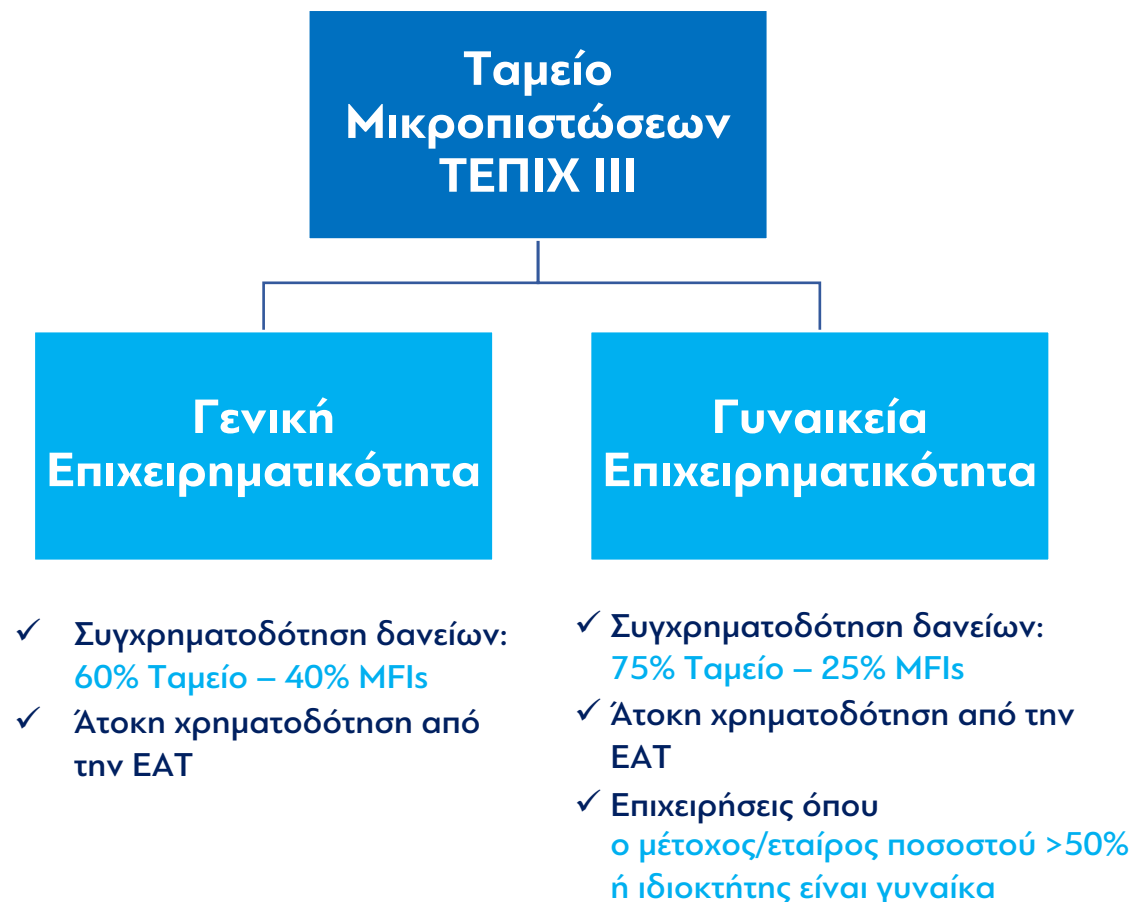 Ταμείο
Μικροπιστώσεων
ΤΕΠΙΧ ΙΙΙ
Γενική
Επιχειρηματικότητα
✓ Συγχρηματοδότηση δανείων:
60% Ταμείο – 40% MFIs
✓ Άτοκη χρηματοδότηση από
την ΕΑΤ
Γυναικεία
Επιχειρηματικότητα
✓ Συγχρηματοδότηση δανείων:
75% Ταμείο – 25% MFIs
✓ Άτοκη χρηματοδότηση από την
ΕΑΤ
✓ Επιχειρήσεις όπου
ο μέτοχος/εταίρος ποσοστού >50%
ή ιδιοκτήτης είναι γυναίκα